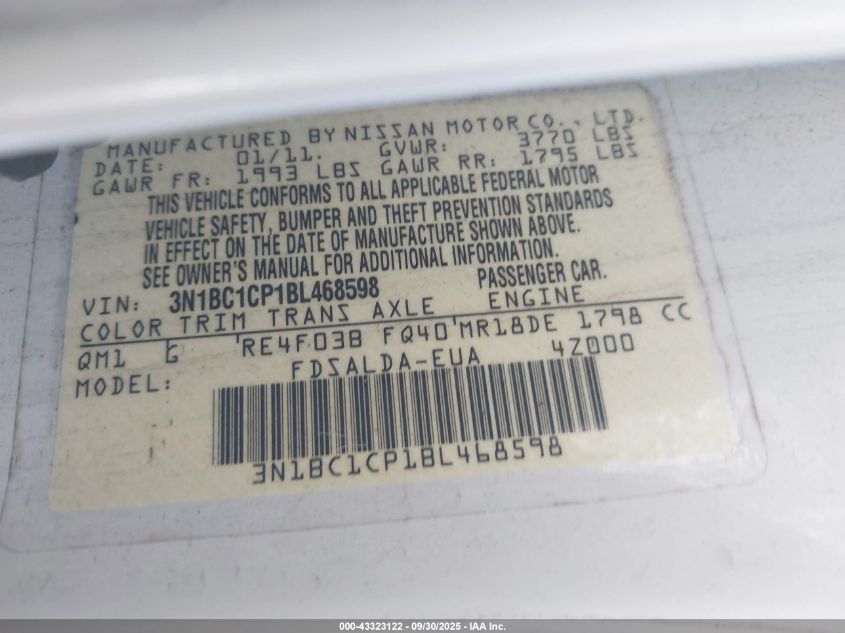 MANUFACTURED BY NISSAN MOTOR CO., LTD.
DATE: 01/11. GVWR: 3770 LBS
GAWR FR: 1993 LBS GAWR RR: 1795 LBS
THIS VEHICLE CONFORMS TO ALL APPLICABLE FEDERAL MOTOR
VEHICLE SAFETY, BUMPER AND THEFT PREVENTION STANDARDS
IN EFFECT ON THE DATE OF MANUFACTURE SHOWN ABOVE.
SEE OWNER'S MANUAL FOR ADDITIONAL INFORMATION.
VIN: 3N1BC1CP1BL468598 PASSENGER CAR.
COLOR TRIM TRANS AXLE ENGINE
QM1 G RE4F03B FQ40 MR18DE 1798 CC
MODEL: FDSALDA-EUA 4Z000
3N1BC1CP1BL468598
000-43323122 - 09/30/2025 - IAA Inc.